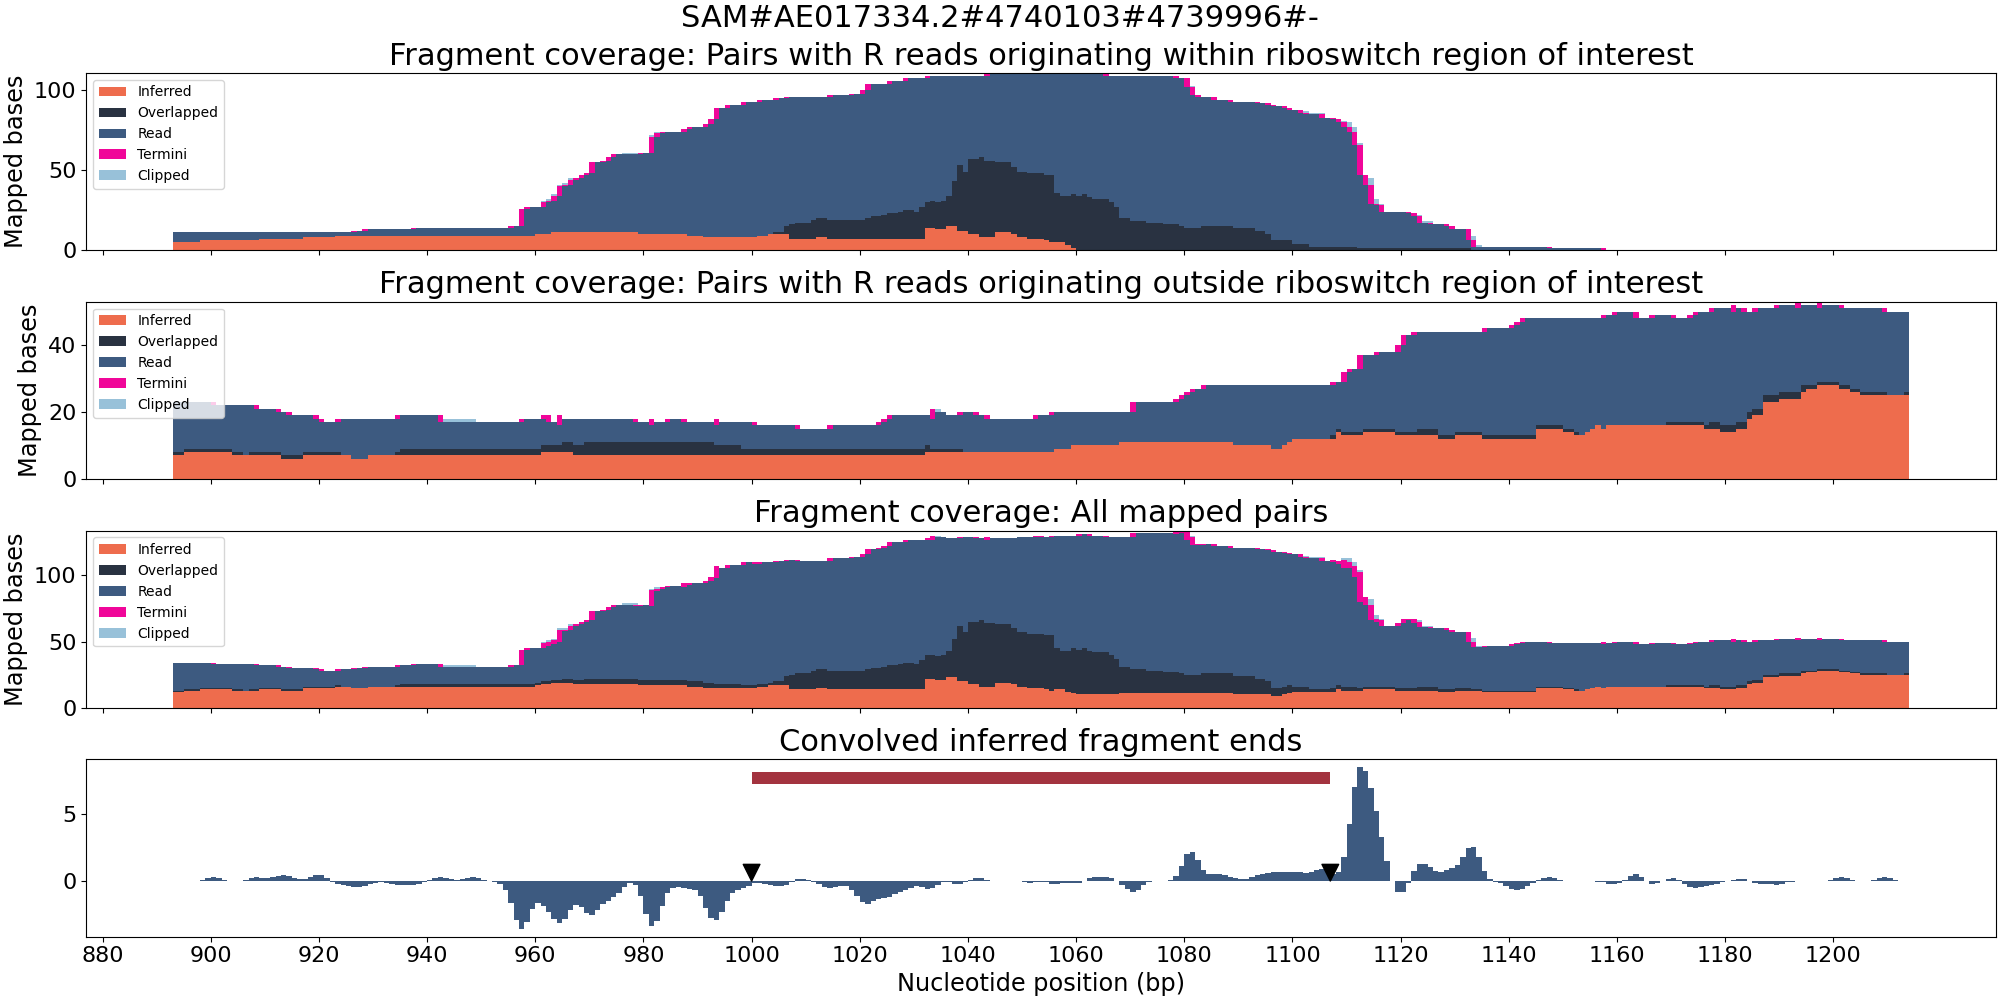 SAM#AE017334.2#4740103#4739996#-
Fragment coverage: Pairs with R reads originating within riboswitch region of interest
Mapped bases
100
50
0
Inferred
Overlapped
Read
Termini
Clipped
Fragment coverage: Pairs with R reads originating outside riboswitch region of interest
Mapped bases
40
20
0
Inferred
Overlapped
Read
Termini
Clipped
Fragment coverage: All mapped pairs
Mapped bases
100
50
0
Inferred
Overlapped
Read
Termini
Clipped
Convolved inferred fragment ends
5
0
880 900 920 940 960 980 1000 1020 1040 1060 1080 1100 1120 1140 1160 1180 1200
Nucleotide position (bp)